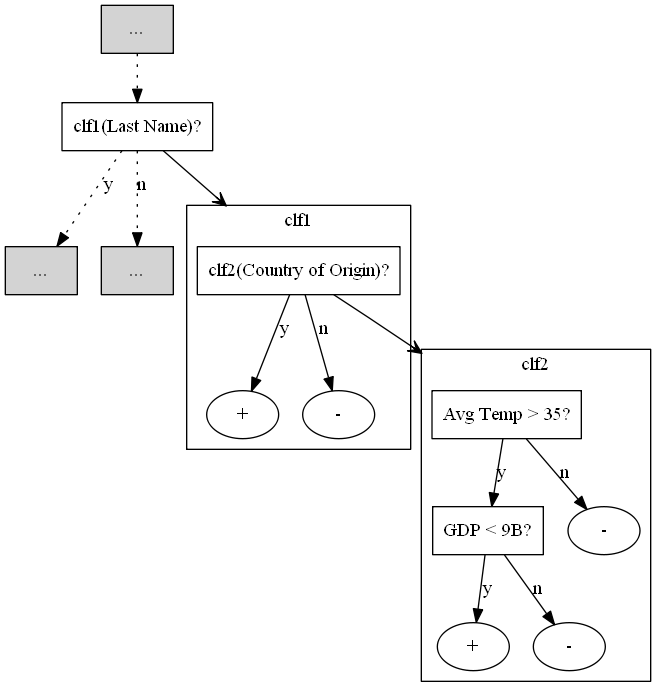 ...
clf1(Last Name)?
y
n
...
...
clf1
clf2(Country of Origin)?
y
n
+
-
clf2
Avg Temp > 35?
y
n
GDP < 9B?
-
y
n
+
-